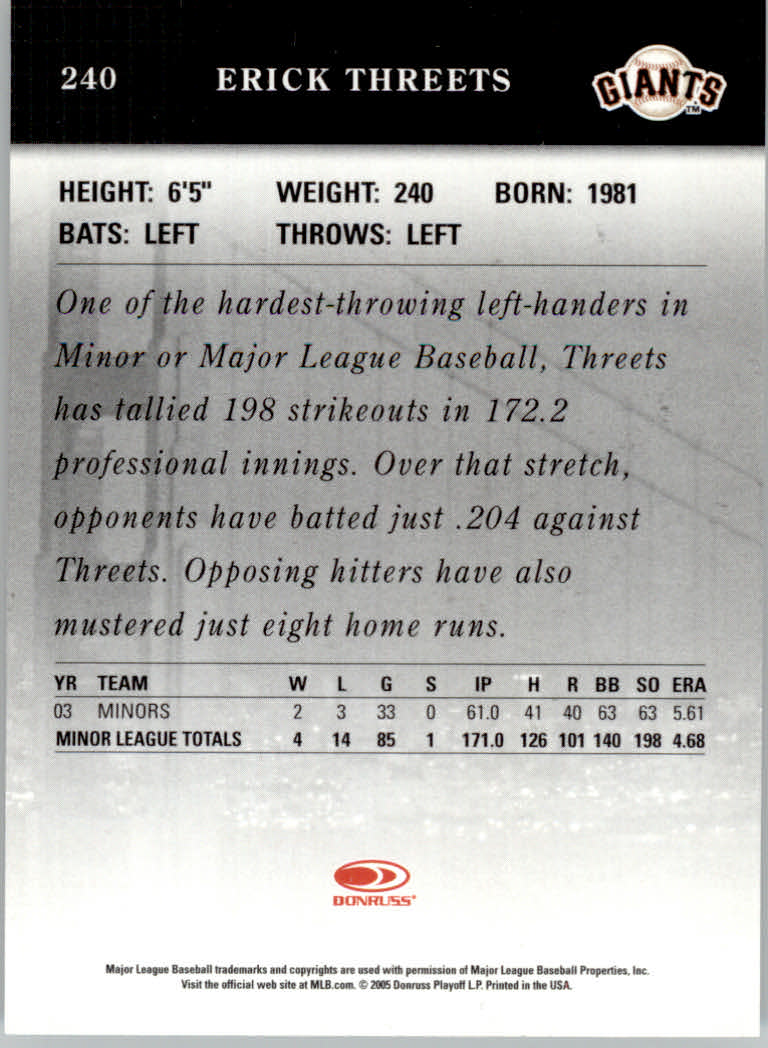 240 ERICK THREETS GIANTS TM
HEIGHT: 6'5" WEIGHT: 240 BORN: 1981
BATS: LEFT THROWS: LEFT
One of the hardest-throwing left-handers in
Minor or Major League Baseball, Threets
has tallied 198 strikeouts in 172.2
professional innings. Over that stretch,
opponents have batted just .204 against
Threets. Opposing hitters have also
mustered just eight home runs.
YR TEAM W L G S IP H R BB SO ERA
03 MINORS 2 3 33 0 61.0 41 40 63 63 5.61
MINOR LEAGUE TOTALS 4 14 85 1 171.0 126 101 140 198 4.68
DONRUSS®
Major League Baseball trademarks and copyrights are used with permission of Major League Baseball Properties, Inc.
Visit the official web site at MLB.com. © 2005 Donruss Playoff L.P. Printed in the USA.